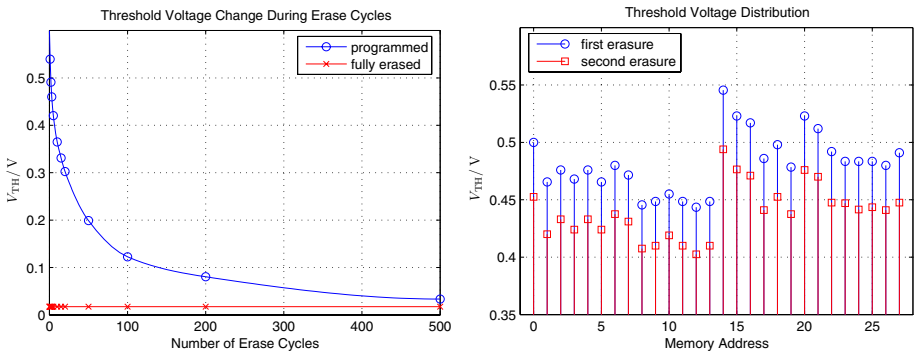 Threshold Voltage Change During Erase Cycles
programmed
fully erased
V_TH / V
0.5
0.4
0.3
0.2
0.1
0
0 100 200 300 400 500
Number of Erase Cycles
Threshold Voltage Distribution
first erasure
second erasure
V_TH / V
0.55
0.5
0.45
0.4
0.35
0 5 10 15 20 25
Memory Address